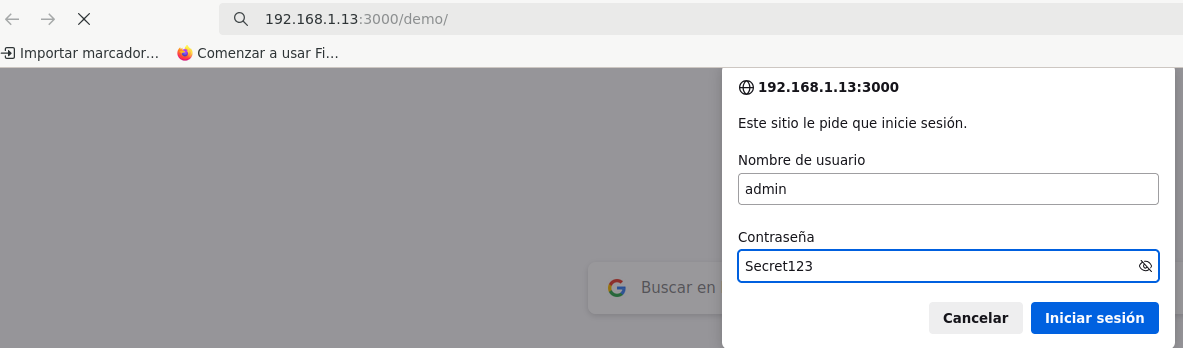 192.168.1.13:3000/demo/
Importar marcador…
Comenzar a usar Fi…
192.168.1.13:3000
Este sitio le pide que inicie sesión.
Nombre de usuario
admin
Contraseña
Secret123
Buscar en
Cancelar
Iniciar sesión